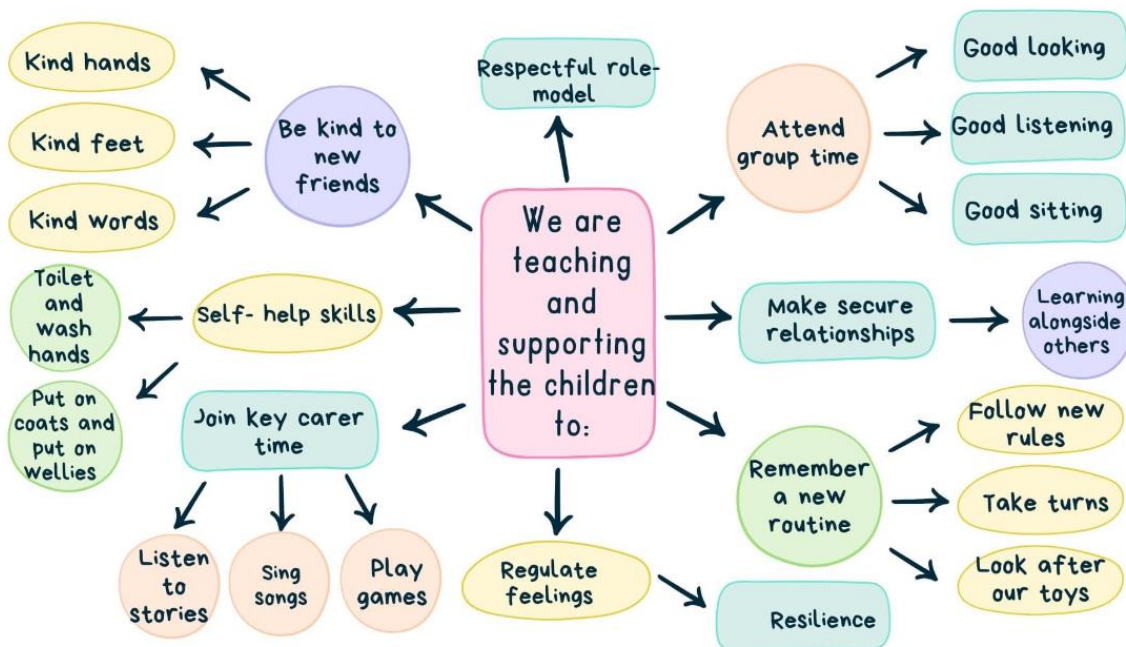 We are
teaching
and
supporting
the children
to:
Respectful role-
model
Be kind to
new
friends
Kind hands
Kind feet
Kind words
Attend
group time
Good looking
Good listening
Good sitting
Self- help skills
Toilet
and
wash
hands
Put on
coats and
put on
wellies
Make secure
relationships
Learning
alongside
others
Join key carer
time
Listen
to
stories
Sing
songs
Play
games
Regulate
feelings
Resilience
Remember
a new
routine
Follow new
rules
Take turns
Look after
our toys